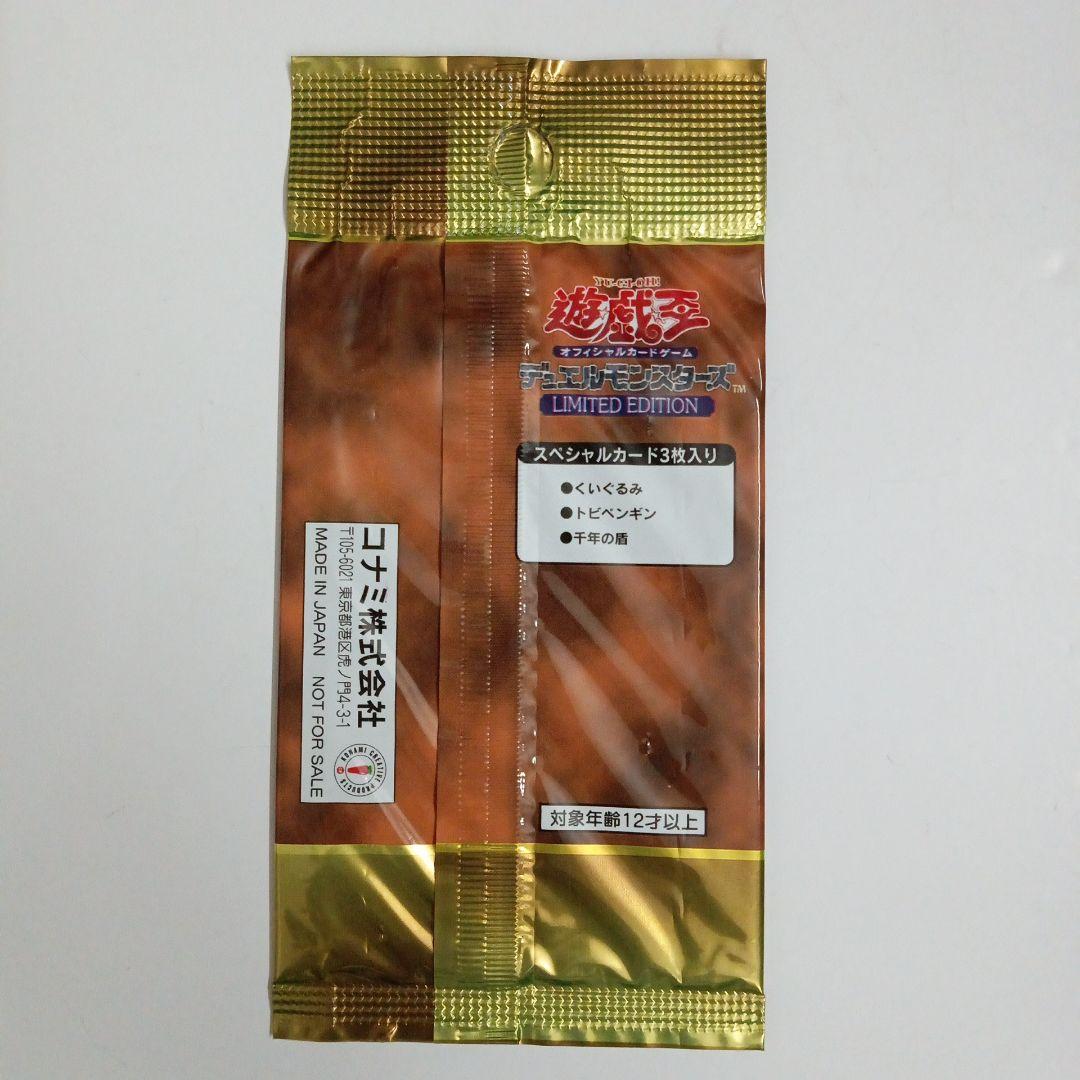 YU-GI-OH!
遊戯王
オフィシャルカードゲーム
デュエルモンスターズ™
LIMITED EDITION
スペシャルカード3枚入り
●くいぐるみ
●トビペンギン
●千年の盾
対象年齢12才以上
コナミ株式会社
〒105-6021 東京都港区虎ノ門4-3-1
MADE IN JAPAN NOT FOR SALE
KONAMI CREATIVE PRODUCTS